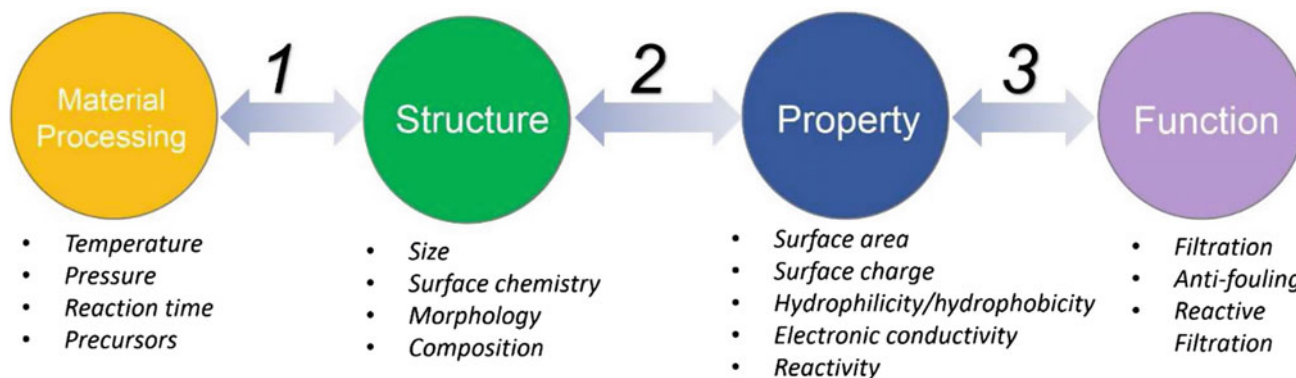 Material
Processing
1
Structure
2
Property
3
Function
• Temperature
• Pressure
• Reaction time
• Precursors
• Size
• Surface chemistry
• Morphology
• Composition
• Surface area
• Surface charge
• Hydrophilicity/hydrophobicity
• Electronic conductivity
• Reactivity
• Filtration
• Anti-fouling
• Reactive
Filtration